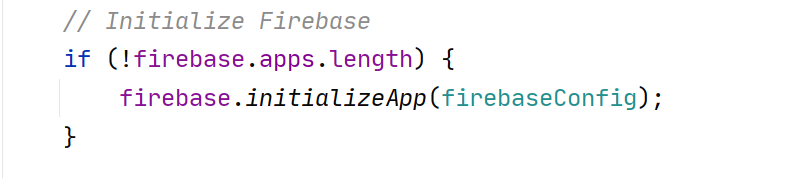 // Initialize Firebase
if (!firebase.apps.length) {
    firebase.initializeApp(firebaseConfig);
}